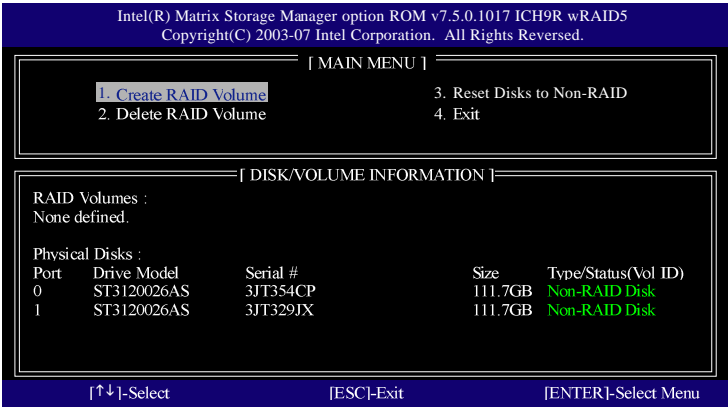 Intel(R) Matrix Storage Manager option ROM v7.5.0.1017 ICH9R wRAID5
Copyright(C) 2003-07 Intel Corporation. All Rights Reversed.
[ MAIN MENU ]
1. Create RAID Volume 3. Reset Disks to Non-RAID
2. Delete RAID Volume 4. Exit
[ DISK/VOLUME INFORMATION ]
RAID Volumes :
None defined.
Physical Disks :
Port Drive Model Serial # Size Type/Status(Vol ID)
0 ST3120026AS 3JT354CP 111.7GB Non-RAID Disk
1 ST3120026AS 3JT329JX 111.7GB Non-RAID Disk
[↑↓]-Select [ESC]-Exit [ENTER]-Select Menu